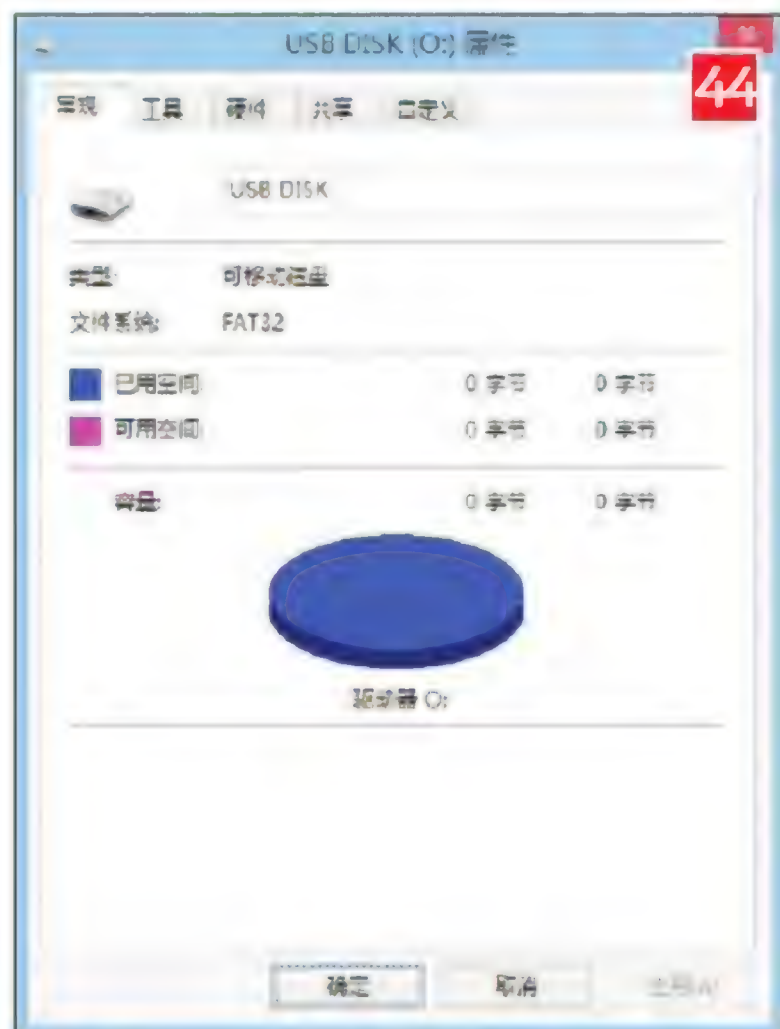 USB DISK (O:) 属性
44
常规 工具 硬件 共享 自定义
USB DISK
类型: 可移动磁盘
文件系统: FAT32
已用空间: 0 字节 0 字节
可用空间: 0 字节 0 字节
容量: 0 字节 0 字节
驱动器 O:
确定 取消